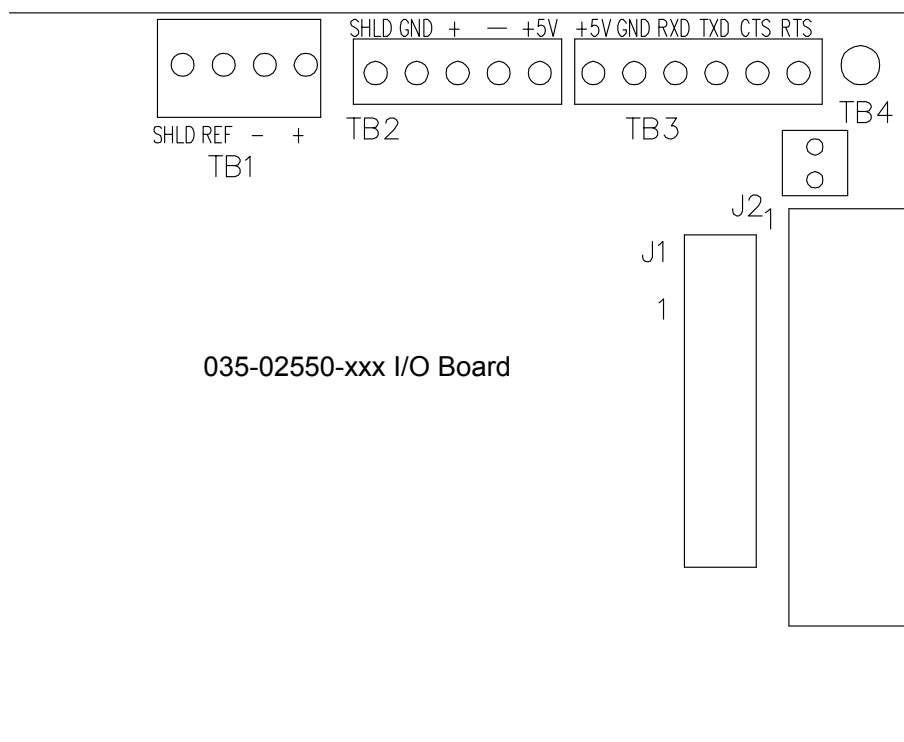 SHLD GND + — +5V +5V GND RXD TXD CTS RTS
SHLD REF – +
TB1
TB2
TB3
TB4
J2
1
J1
1
035-02550-xxx I/O Board